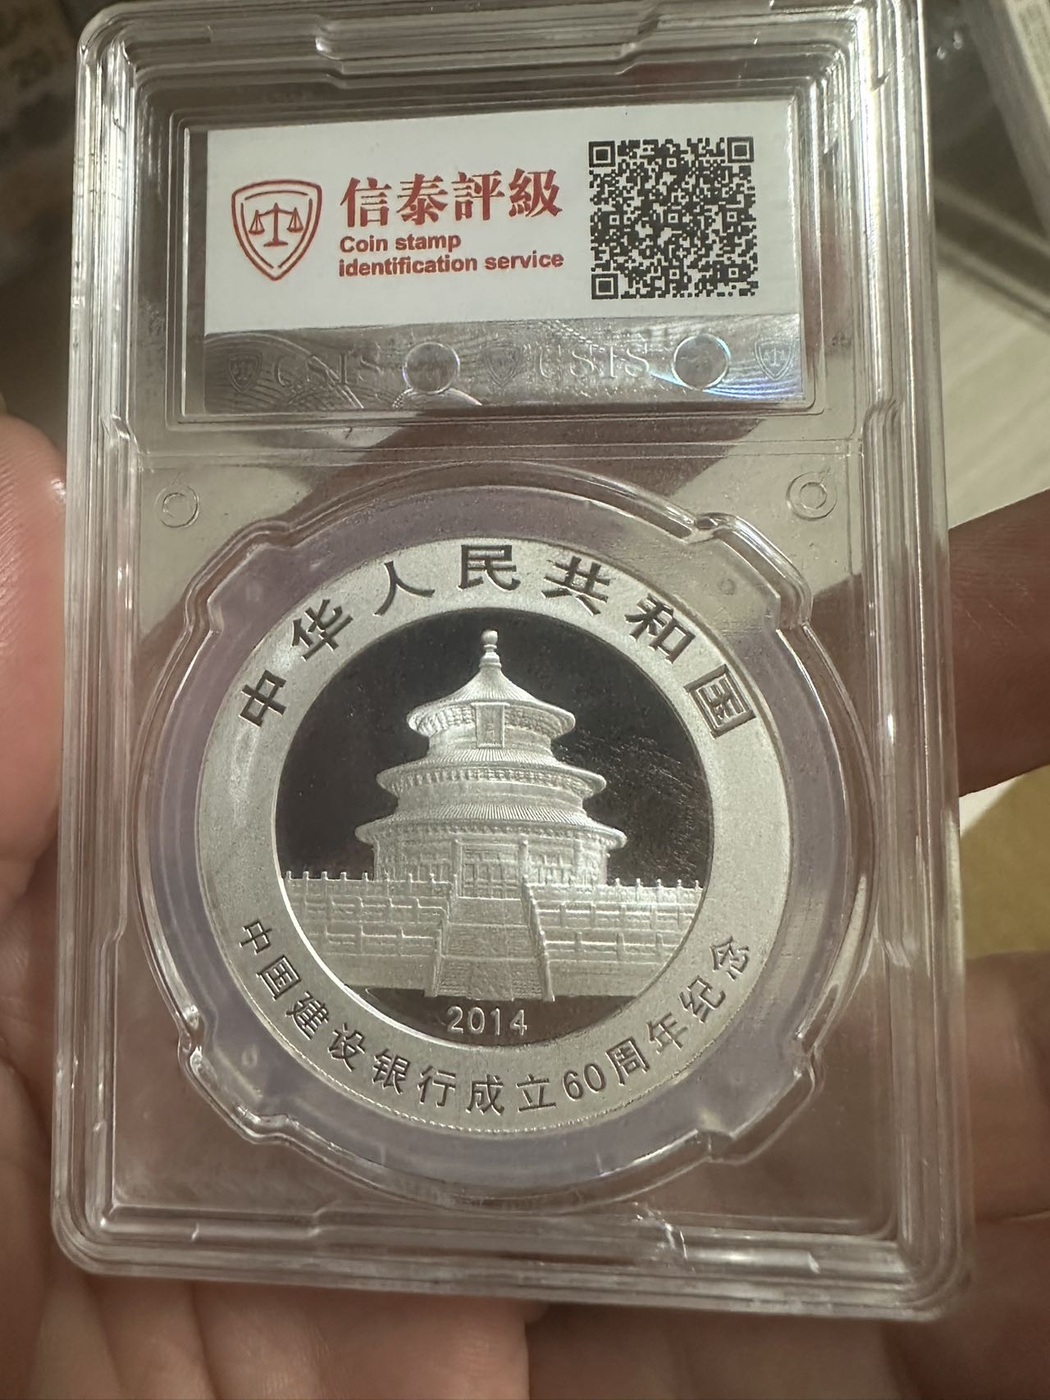 信泰評級
Coin stamp
identification service
CSIS CSIS
中华人民共和国
2014
中国建设银行成立60周年纪念